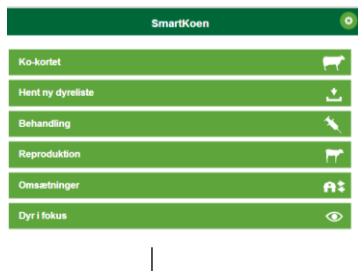 SmartKoen
Ko-kortet
Hent ny dyreliste
Behandling
Reproduktion
Omsætninger
Dyr i fokus